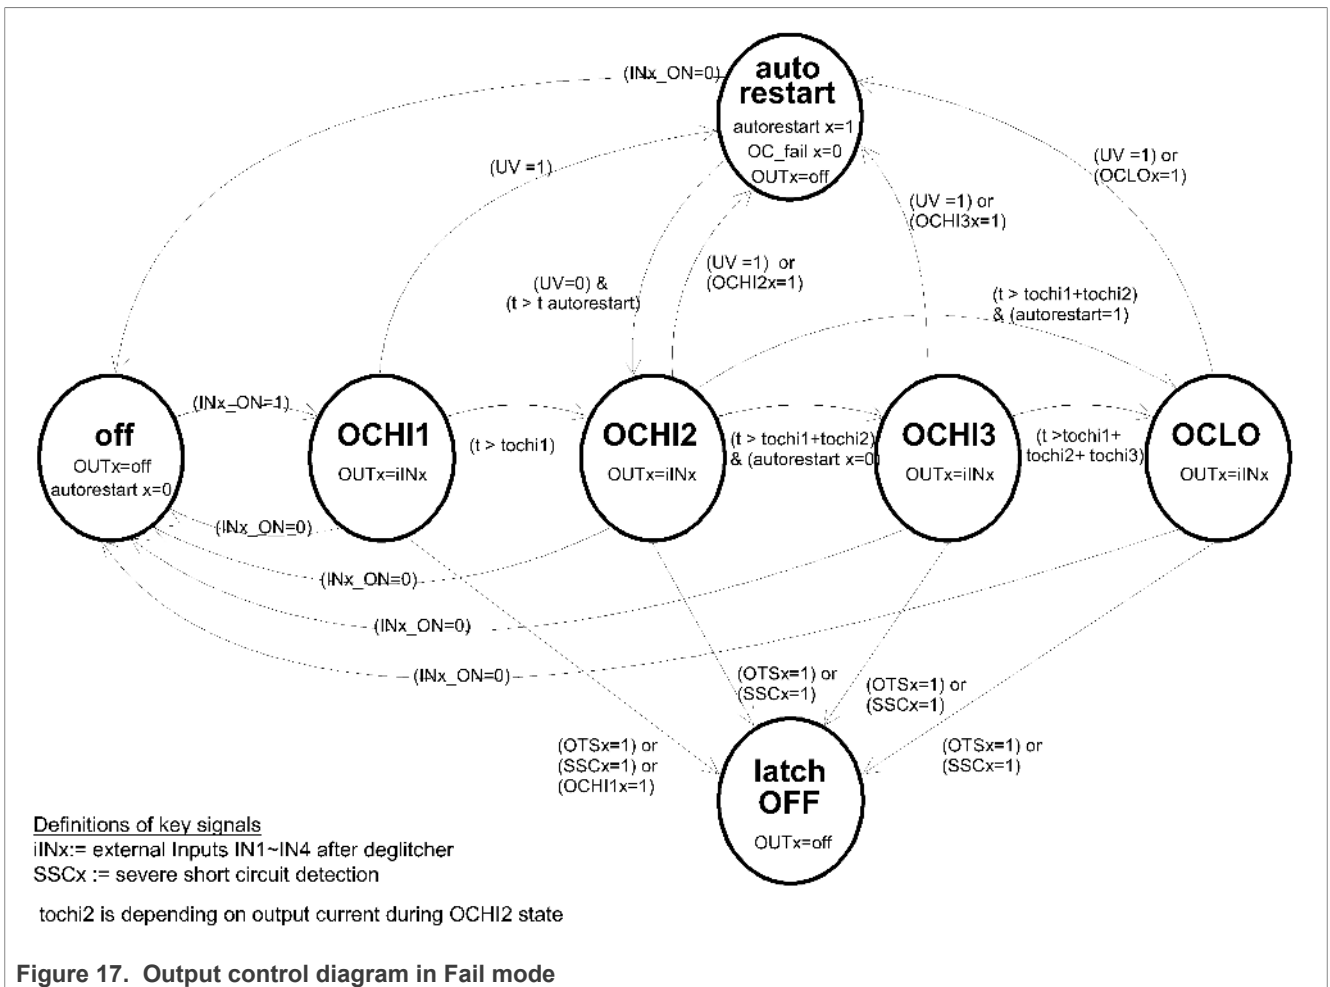 auto
restart
autorestart x=1
OC_fail x=0
OUTx=off
(INx_ON=0)
(UV =1)
(UV =1) or
(OCLOx=1)
(UV =1) or
(OCHI3x=1)
(UV =1) or
(OCHI2x=1)
(UV=0) &
(t > t autorestart)
(t > tochi1+tochi2)
& (autorestart=1)
off
OUTx=off
autorestart x=0
(INx_ON=1)
OCHI1
OUTx=iINx
(t > tochi1)
OCHI2
OUTx=iINx
(t > tochi1+tochi2)
& (autorestart x=0)
OCHI3
OUTx=iINx
(t >tochi1+
tochi2+ tochi3)
OCLO
OUTx=iINx
(INx_ON=0)
(INx_ON=0)
(INx_ON=0)
(INx_ON=0)
(OTSx=1) or
(SSCx=1) or
(OCHI1x=1)
(OTSx=1) or
(SSCx=1)
(OTSx=1) or
(SSCx=1)
(OTSx=1) or
(SSCx=1)
latch
OFF
OUTx=off
Definitions of key signals
iINx:= external Inputs IN1~IN4 after deglitcher
SSCx := severe short circuit detection
tochi2 is depending on output current during OCHI2 state
Figure 17. Output control diagram in Fail mode